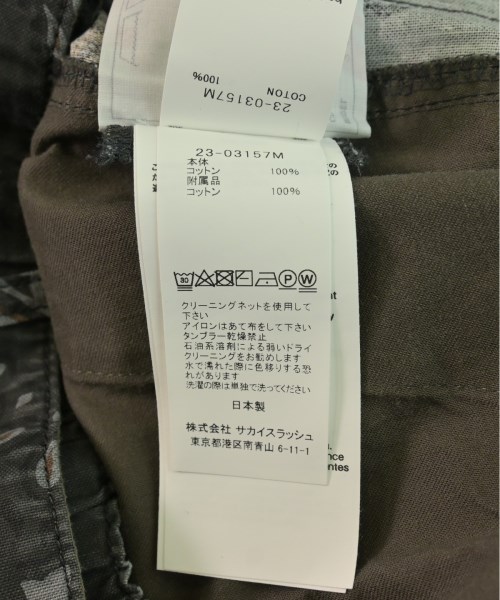 23-03157M
COTTON
100%
23-03157M
本体
コットン 100%
附属品
コットン 100%
30
P W
クリーニングネットを使用して
下さい
アイロンはあて布をして下さい
タンブラー乾燥禁止
石油系溶剤による弱いドライ
クリーニングをお勧めします
水で濡れた際に色移りする恐
れがあります
洗濯の際は単独で洗ってください
日本製
株式会社 サカイスラッシュ
東京都港区南青山 6-11-1